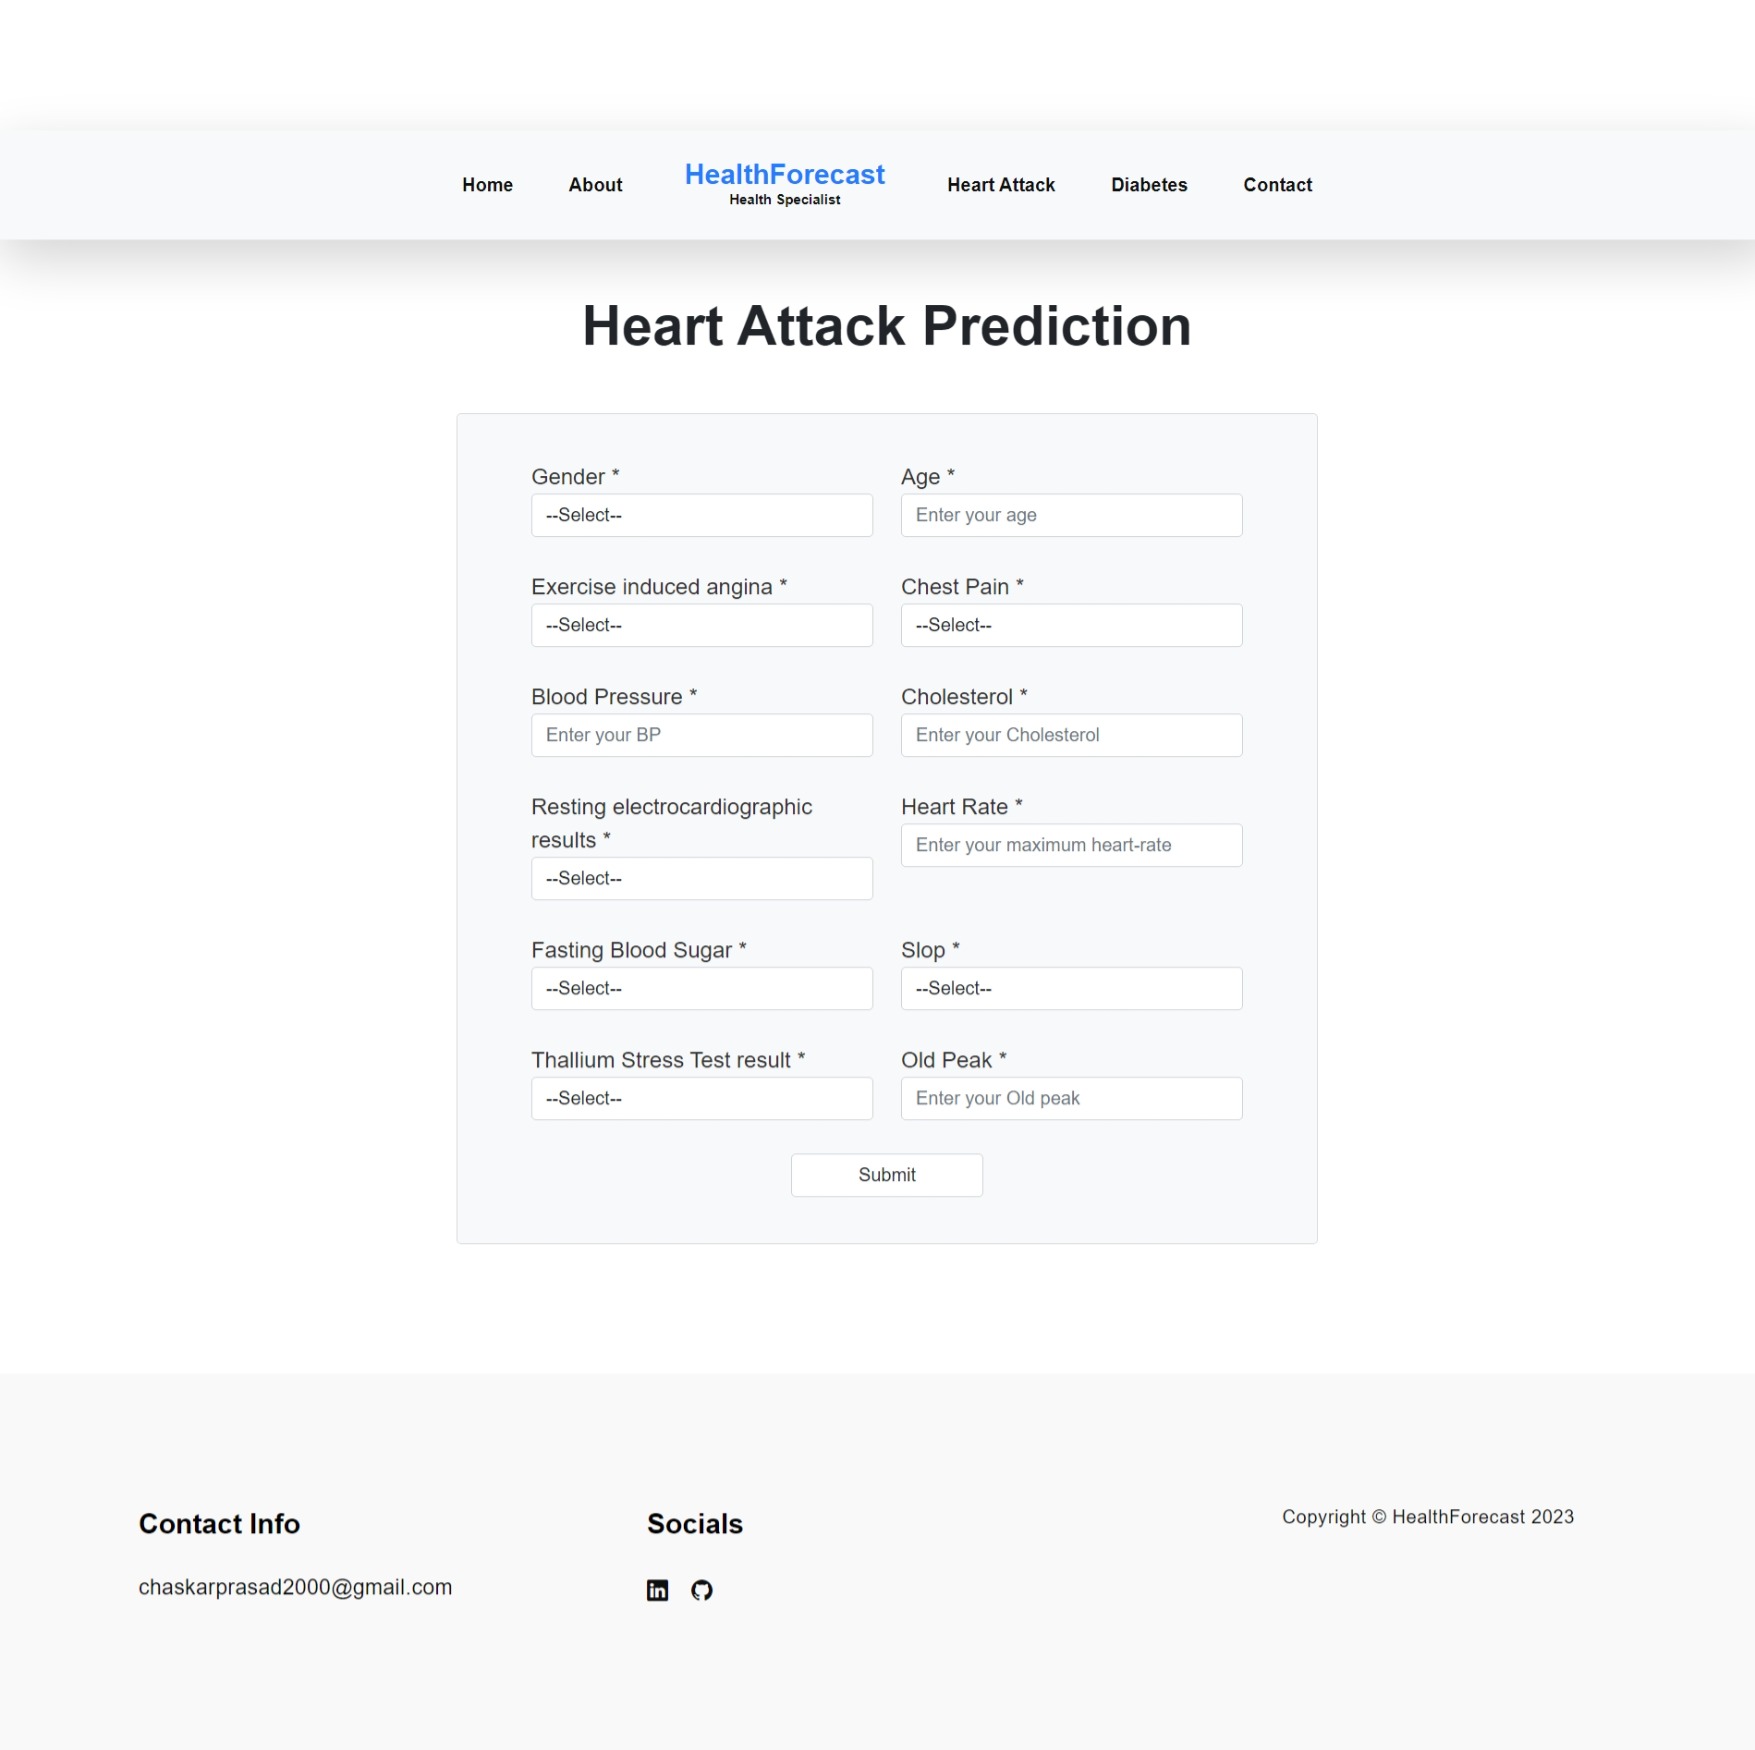 Home
About
HealthForecast
Health Specialist
Heart Attack
Diabetes
Contact
Heart Attack Prediction
Gender *
--Select--
Age *
Enter your age
Exercise induced angina *
--Select--
Chest Pain *
--Select--
Blood Pressure *
Enter your BP
Cholesterol *
Enter your Cholesterol
Resting electrocardiographic
results *
--Select--
Heart Rate *
Enter your maximum heart-rate
Fasting Blood Sugar *
--Select--
Slop *
--Select--
Thallium Stress Test result *
--Select--
Old Peak *
Enter your Old peak
Submit
Contact Info
chaskarprasad2000@gmail.com
Socials
Copyright © HealthForecast 2023